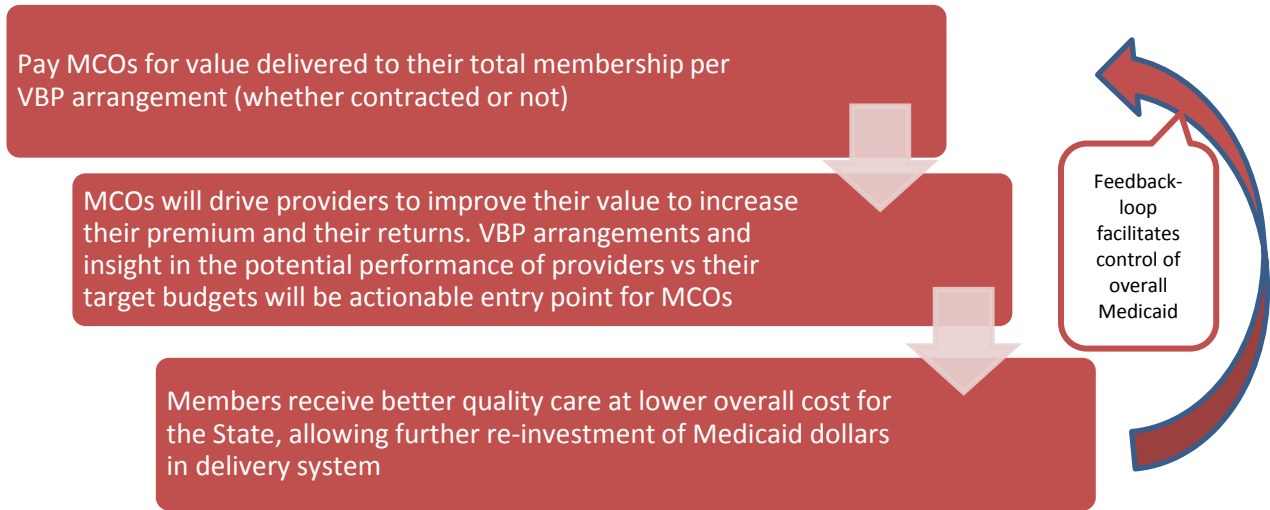 Pay MCOs for value delivered to their total membership per
VBP arrangement (whether contracted or not)
MCOs will drive providers to improve their value to increase
their premium and their returns. VBP arrangements and
insight in the potential performance of providers vs their
target budgets will be actionable entry point for MCOs
Members receive better quality care at lower overall cost for
the State, allowing further re-investment of Medicaid dollars
in delivery system
Feedback-
loop
facilitates
control of
overall
Medicaid